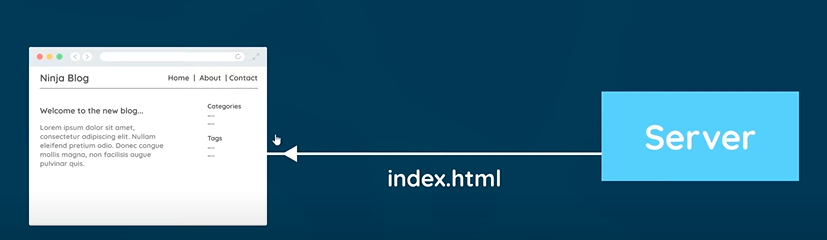 Ninja Blog
Home | About | Contact
Welcome to the new blog...
Lorem ipsum dolor sit amet,
consectetur adipiscing elit. Nullam
eleifend pretium odio. Donec congue
mollis magna, non facilisis augue
pulvinar quis.
Categories
Tags
index.html
Server